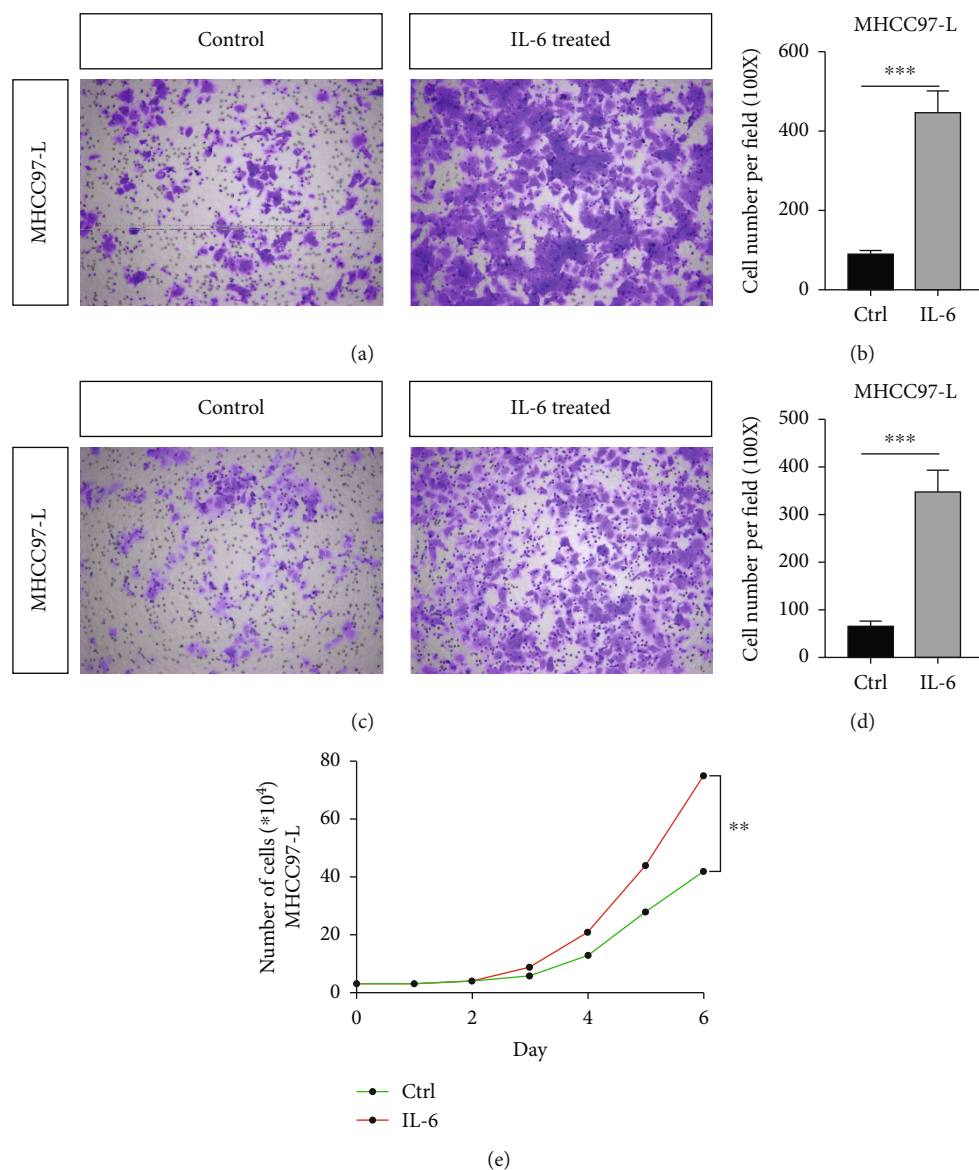 Control
IL-6 treated
MHCC97-L
MHCC97-L
Cell number per field (100X)
600
400
200
0
***
Ctrl
IL-6
(a)
(b)
Control
IL-6 treated
MHCC97-L
MHCC97-L
Cell number per field (100X)
500
400
300
200
100
0
***
Ctrl
IL-6
(c)
(d)
Number of cells (*10⁴)
MHCC97-L
80
60
40
20
0
**
0
2
4
6
Day
Ctrl
IL-6
(e)